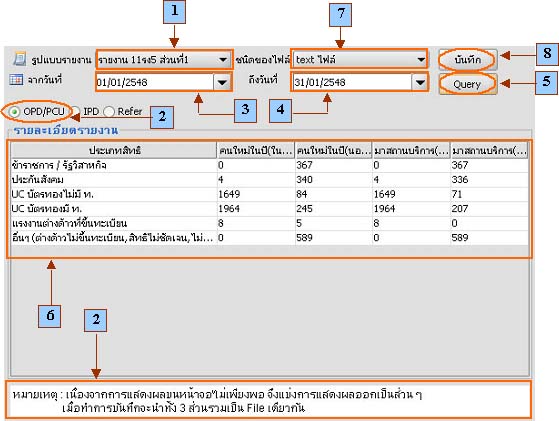 1
7
รูปแบบรายงาน รายงาน 11รง5 ส่วนที่1 ชนิดของไฟล์ text ไฟล์ บันทึก 8
จากวันที่ 01/01/2548 ถึงวันที่ 31/01/2548 Query 5
3 4
OPD/PCU IPD Refer 2
รายละเอียดรายงาน
ประเภทสิทธิ คนใหม่ในปี(ใน... คนใหม่ในปี(นอ... มาสถานบริการ(... มาสถานบริการ(...
ข้าราชการ / รัฐวิสาหกิจ 0 367 0 367
ประกันสังคม 4 340 4 336
UC บัตรทองไม่มี ท. 1649 84 1649 71
UC บัตรทองมี ท. 1964 245 1964 207
แรงงานต่างด้าวที่ขึ้นทะเบียน 8 5 8 0
อื่นๆ (ต่างด้าวไม่ขึ้นทะเบียน,สิทธิไม่ชัดเจน,ไม่... 0 589 0 589
6
2
หมายเหตุ : เนื่องจากการแสดงผลบนหน้าจอไม่เพียงพอ จึงแบ่งการแสดงผลออกเป็นส่วน ๆ
เมื่อทำการบันทึกจะนำทั้ง 3 ส่วนรวมเป็น File เดียวกัน